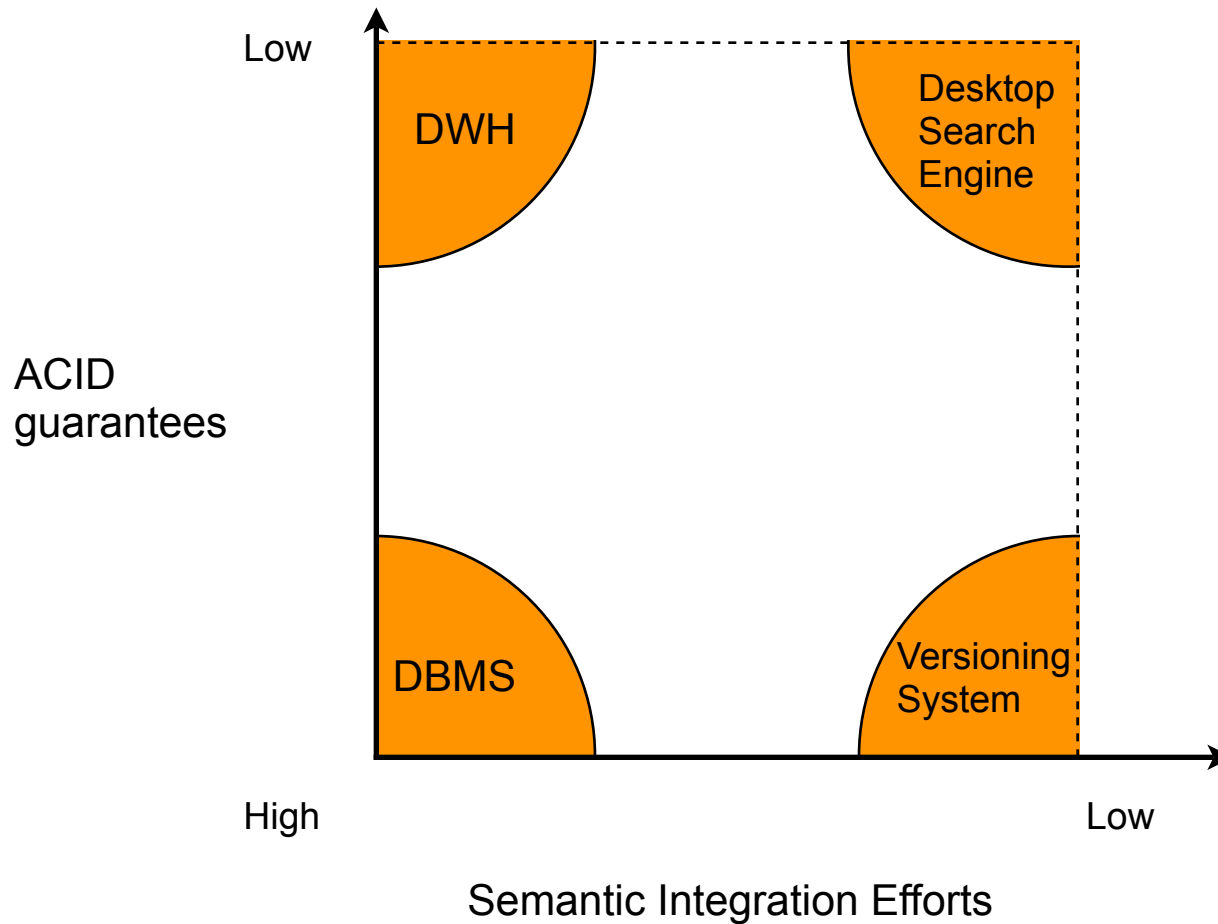 Low
DWH
Desktop
Search
Engine
ACID
guarantees
DBMS
Versioning
System
High
Low
Semantic Integration Efforts